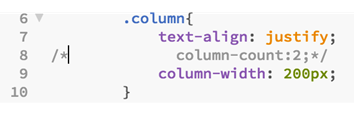 6 .column{
7 text-align: justify;
8 /* column-count:2;*/
9 column-width: 200px;
10 }